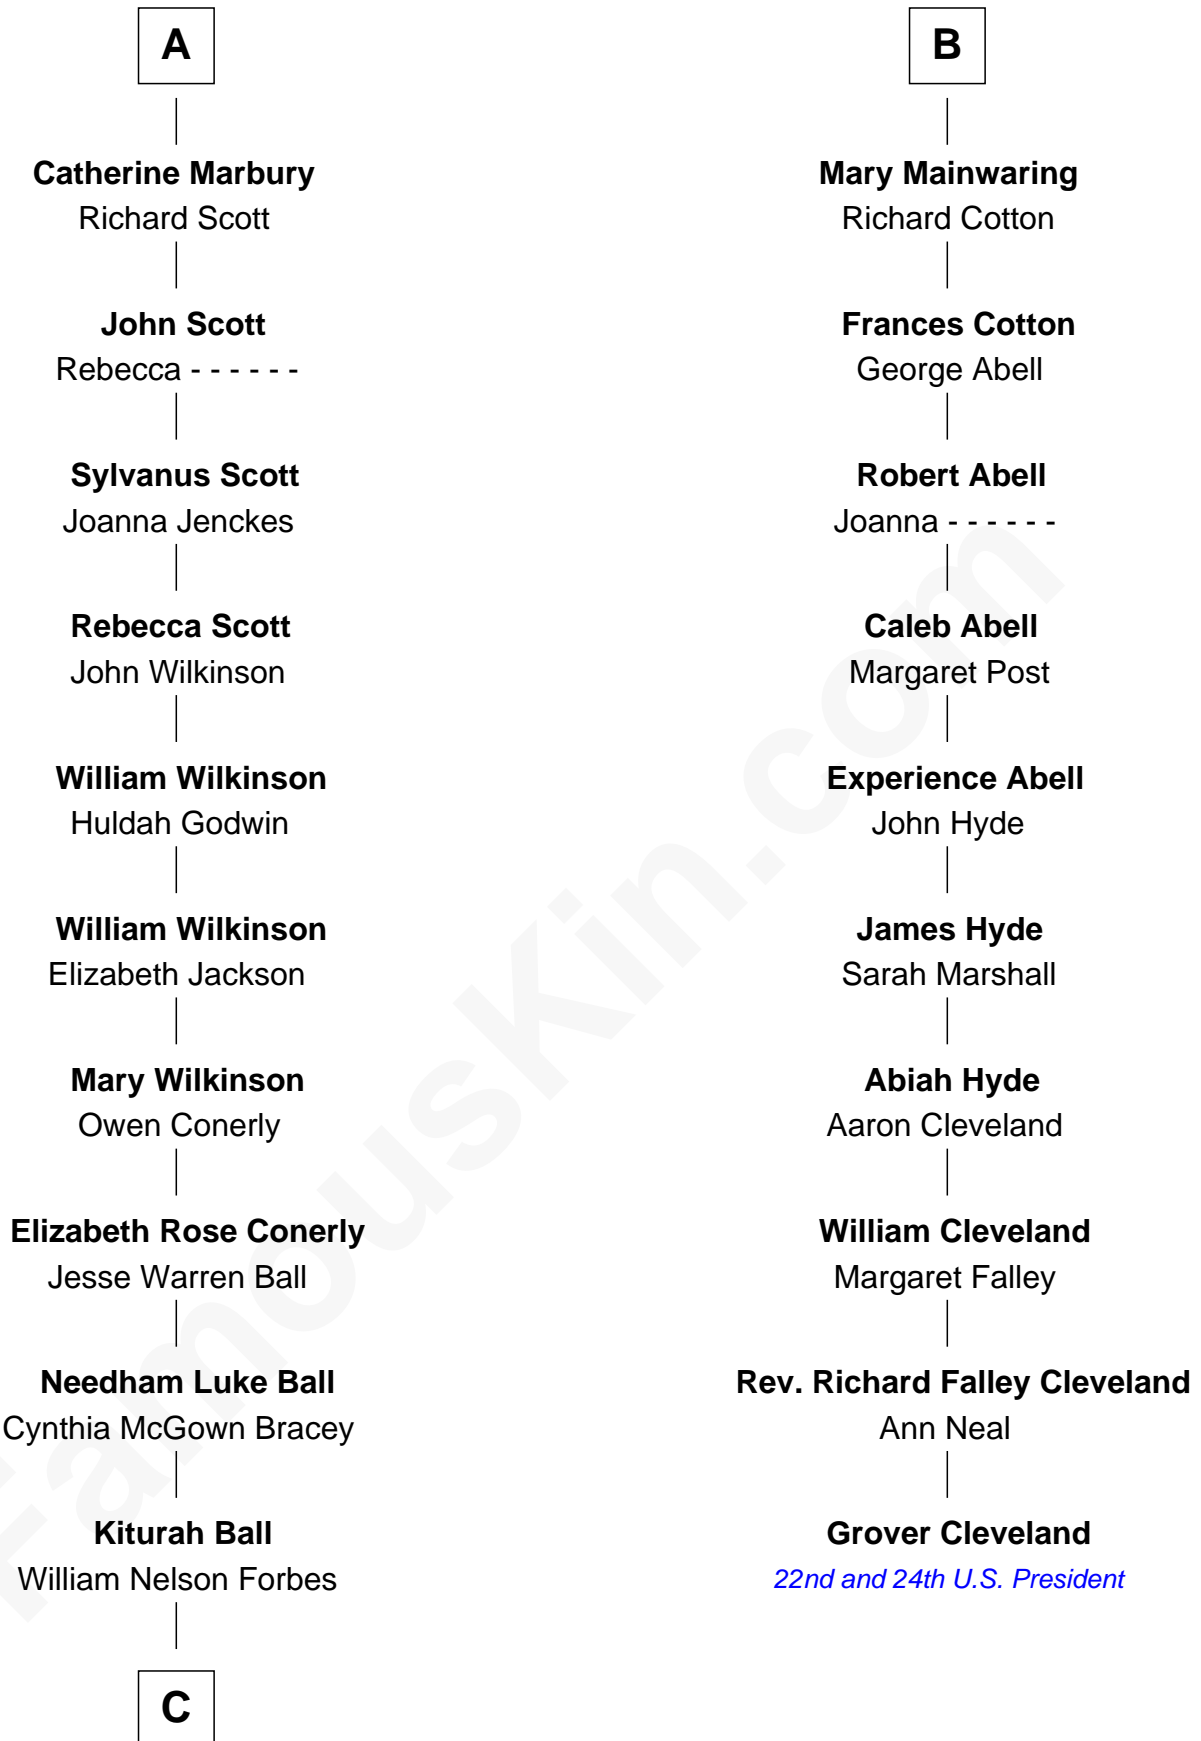 A
Catherine Marbury
Richard Scott
John Scott
Rebecca - - - - - -
Sylvanus Scott
Joanna Jenckes
Rebecca Scott
John Wilkinson
William Wilkinson
Huldah Godwin
William Wilkinson
Elizabeth Jackson
Mary Wilkinson
Owen Conerly
Elizabeth Rose Conerly
Jesse Warren Ball
Needham Luke Ball
Cynthia McGown Bracey
Kiturah Ball
William Nelson Forbes
C
B
Mary Mainwaring
Richard Cotton
Frances Cotton
George Abell
Robert Abell
Joanna - - - - - -
Caleb Abell
Margaret Post
Experience Abell
John Hyde
James Hyde
Sarah Marshall
Abiah Hyde
Aaron Cleveland
William Cleveland
Margaret Falley
Rev. Richard Falley Cleveland
Ann Neal
Grover Cleveland
22nd and 24th U.S. President
FamousKin.com